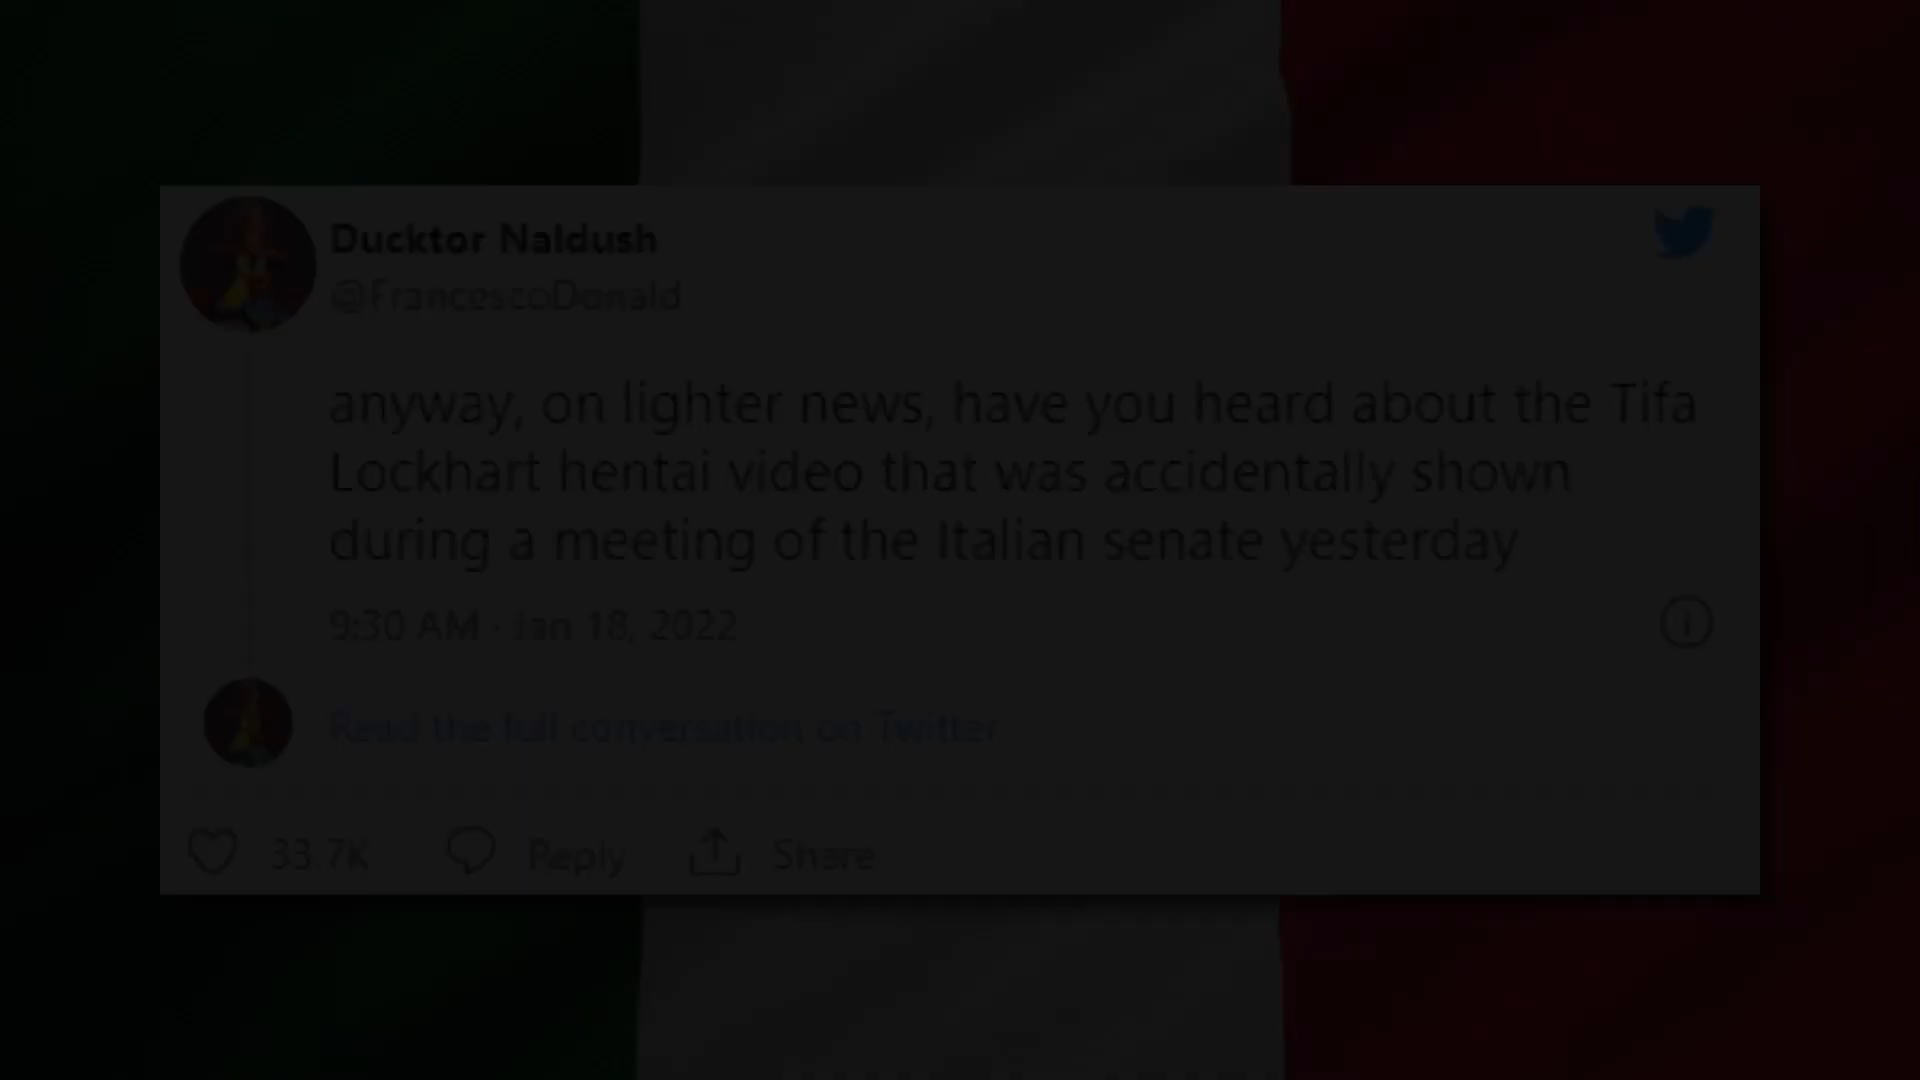 Ducktor Naldush
@FrancescoDonald
anyway, on lighter news, have you heard about the Tifa
Lockhart hentai video that was accidentally shown
during a meeting of the Italian senate yesterday
9:30 AM · Jan 18, 2022
Read the full conversation on Twitter
33.7K Reply Share